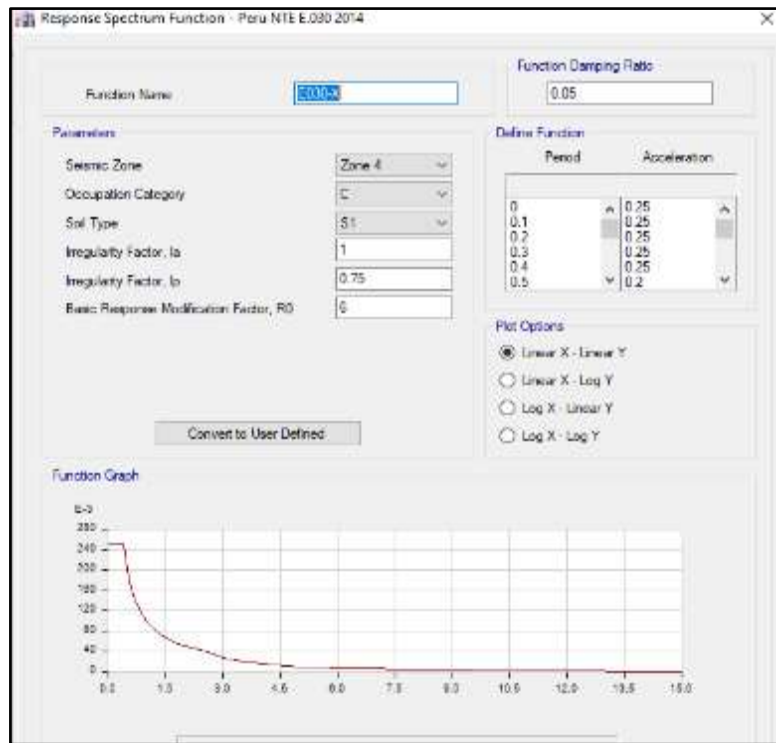 Response Spectrum Function - Peru NTE E.030 2014
Function Damping Ratio
Function Name
E030-X
0.05
Parameters
Define Function
Seismic Zone
Zone 4
Period
Acceleration
Occupation Category
C
Soil Type
S1
Irregularity Factor, Ia
1
Irregularity Factor, Ip
0.75
Basic Response Modification Factor, R0
6
0 0.25
0.1 0.25
0.2 0.25
0.3 0.25
0.4 0.25
0.5 0.2
Plot Options
Linear X - Linear Y
Linear X - Log Y
Log X - Linear Y
Log X - Log Y
Convert to User Defined
Function Graph
E-3
280
240
200
160
120
80
40
0
0.0 1.5 3.0 4.5 6.0 7.5 9.0 10.5 12.0 13.5 15.0